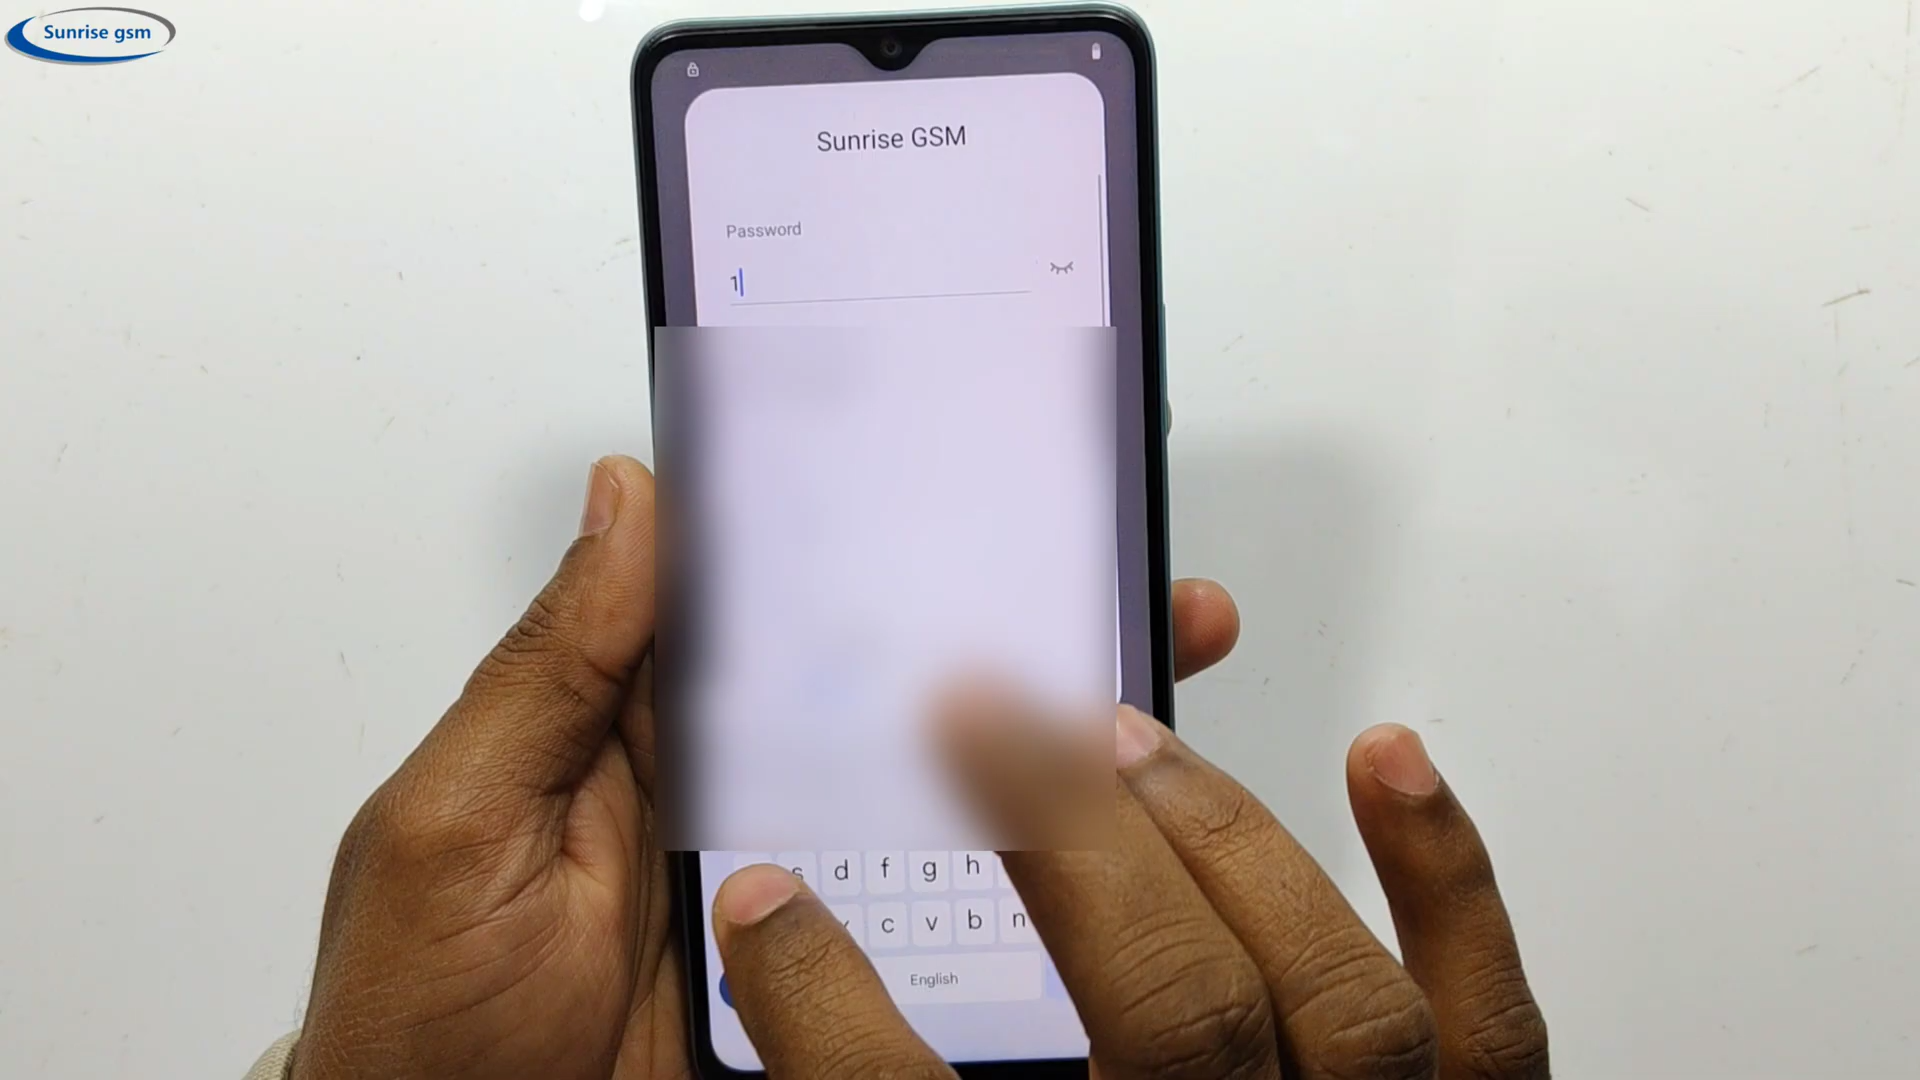 Sunrise gsm
Sunrise GSM
Password
1
s d f g h
c v b n
English